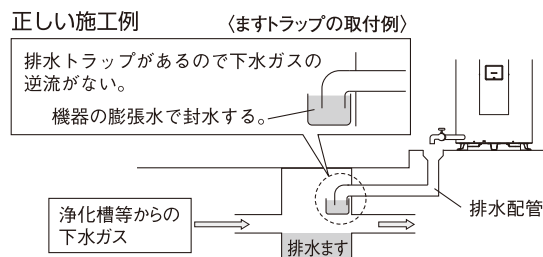 正しい施工例
〈ますトラップの取付例〉
排水トラップがあるので下水ガスの
逆流がない。
機器の膨張水で封水する。
浄化槽等からの
下水ガス
排水配管
排水ます